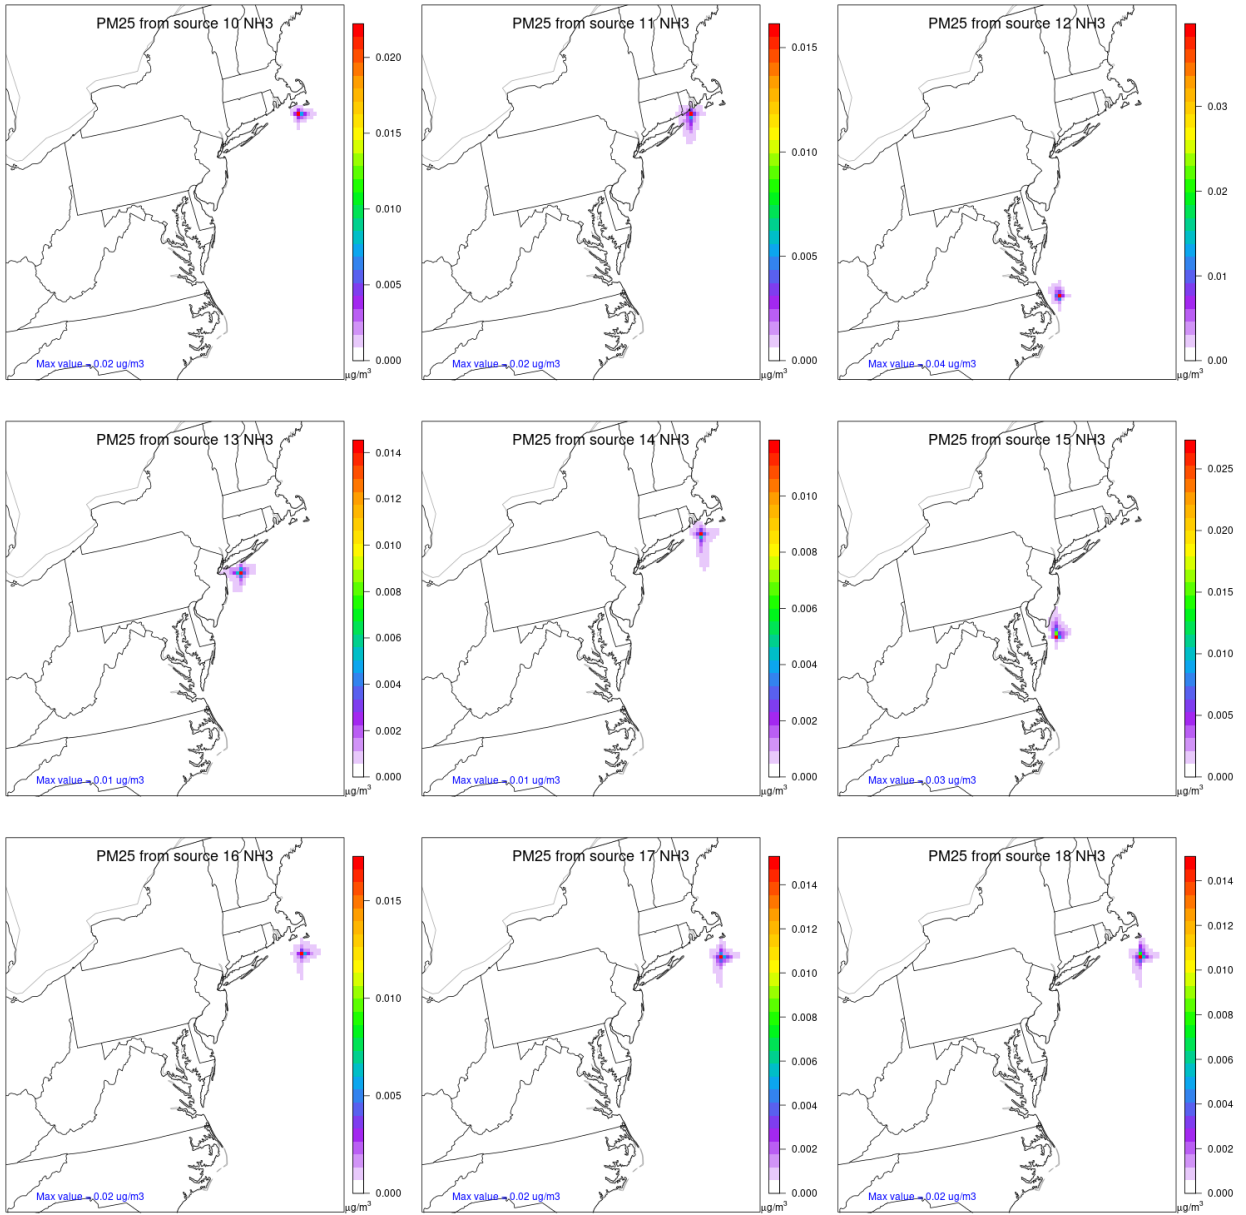 PM25 from source 10 NH3
0.020
0.015
0.010
0.005
0.000
Max value = 0.02 ug/m3
μg/m³
PM25 from source 11 NH3
0.015
0.010
0.005
0.000
Max value = 0.02 ug/m3
μg/m³
PM25 from source 12 NH3
0.03
0.02
0.01
0.00
Max value = 0.04 ug/m3
μg/m³
PM25 from source 13 NH3
0.014
0.012
0.010
0.008
0.006
0.004
0.002
0.000
Max value = 0.01 ug/m3
μg/m³
PM25 from source 14 NH3
0.010
0.008
0.006
0.004
0.002
0.000
Max value = 0.01 ug/m3
μg/m³
PM25 from source 15 NH3
0.025
0.020
0.015
0.010
0.005
0.000
Max value = 0.03 ug/m3
μg/m³
PM25 from source 16 NH3
0.015
0.010
0.005
0.000
Max value = 0.02 ug/m3
μg/m³
PM25 from source 17 NH3
0.014
0.012
0.010
0.008
0.006
0.004
0.002
0.000
Max value = 0.02 ug/m3
μg/m³
PM25 from source 18 NH3
0.014
0.012
0.010
0.008
0.006
0.004
0.002
0.000
Max value = 0.02 ug/m3
μg/m³